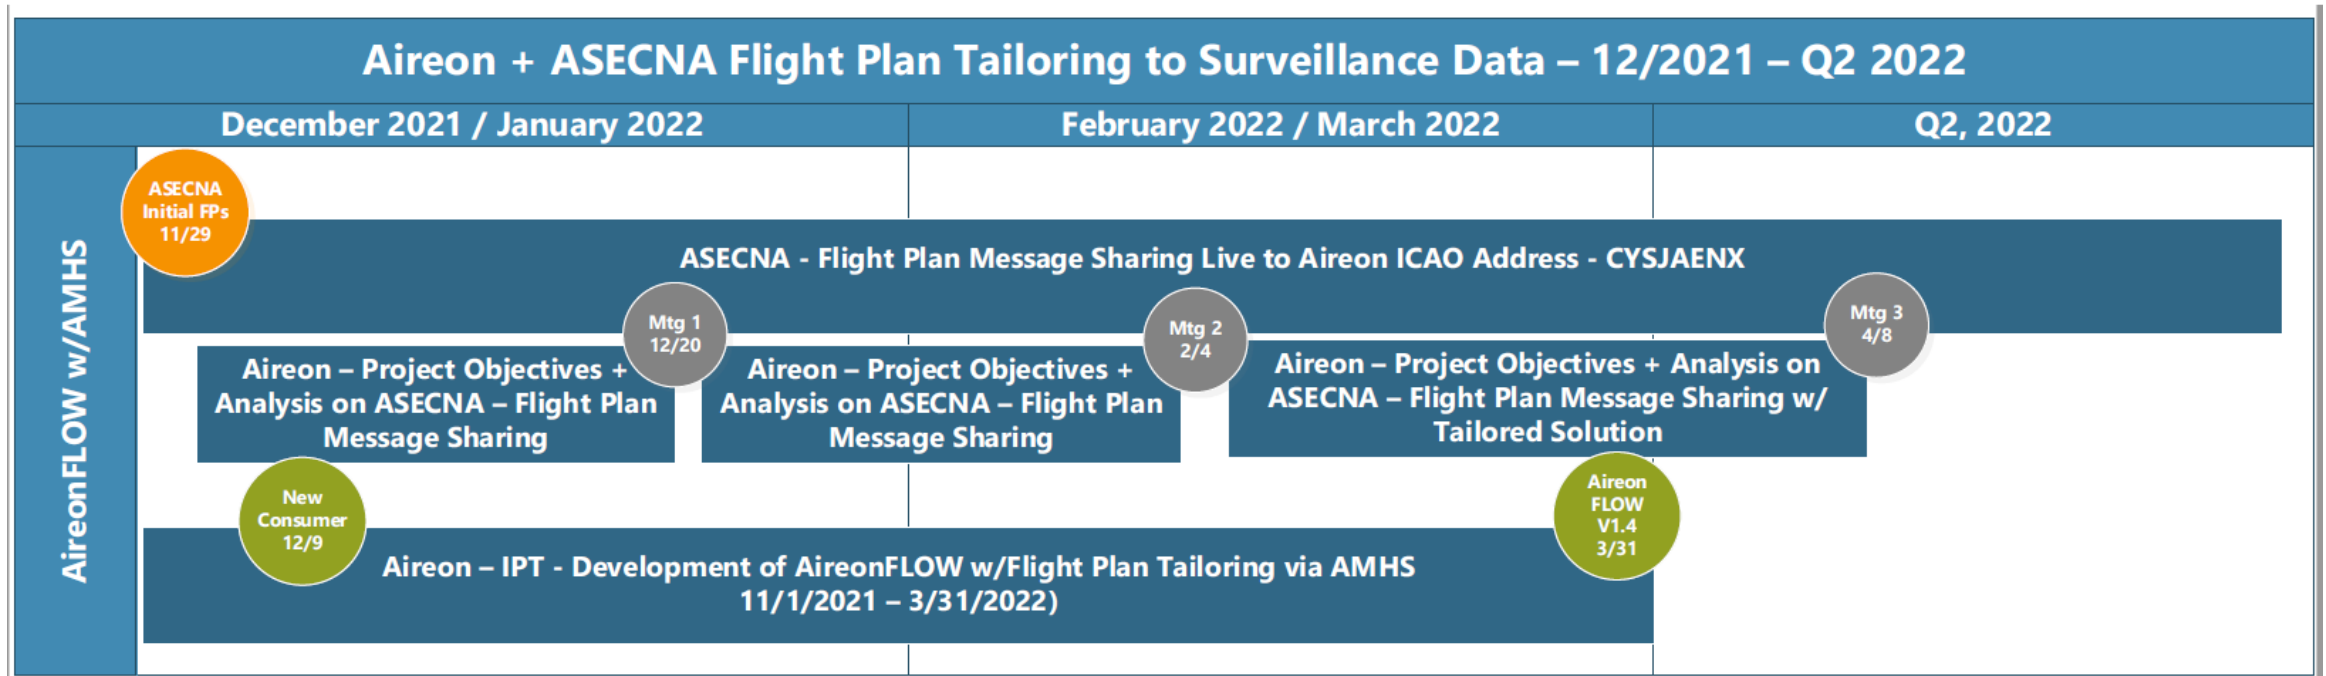 Aireon + ASECNA Flight Plan Tailoring to Surveillance Data – 12/2021 – Q2 2022
December 2021 / January 2022
February 2022 / March 2022
Q2, 2022
AireonFLOW w/AMHS
ASECNA
Initial FPs
11/29
ASECNA - Flight Plan Message Sharing Live to Aireon ICAO Address - CYSJAENX
Mtg 1
12/20
Mtg 2
2/4
Mtg 3
4/8
Aireon – Project Objectives +
Analysis on ASECNA – Flight Plan
Message Sharing
Aireon – Project Objectives +
Analysis on ASECNA – Flight Plan
Message Sharing
Aireon – Project Objectives + Analysis on
ASECNA – Flight Plan Message Sharing w/
Tailored Solution
New
Consumer
12/9
Aireon
FLOW
V1.4
3/31
Aireon – IPT - Development of AireonFLOW w/Flight Plan Tailoring via AMHS
11/1/2021 – 3/31/2022)